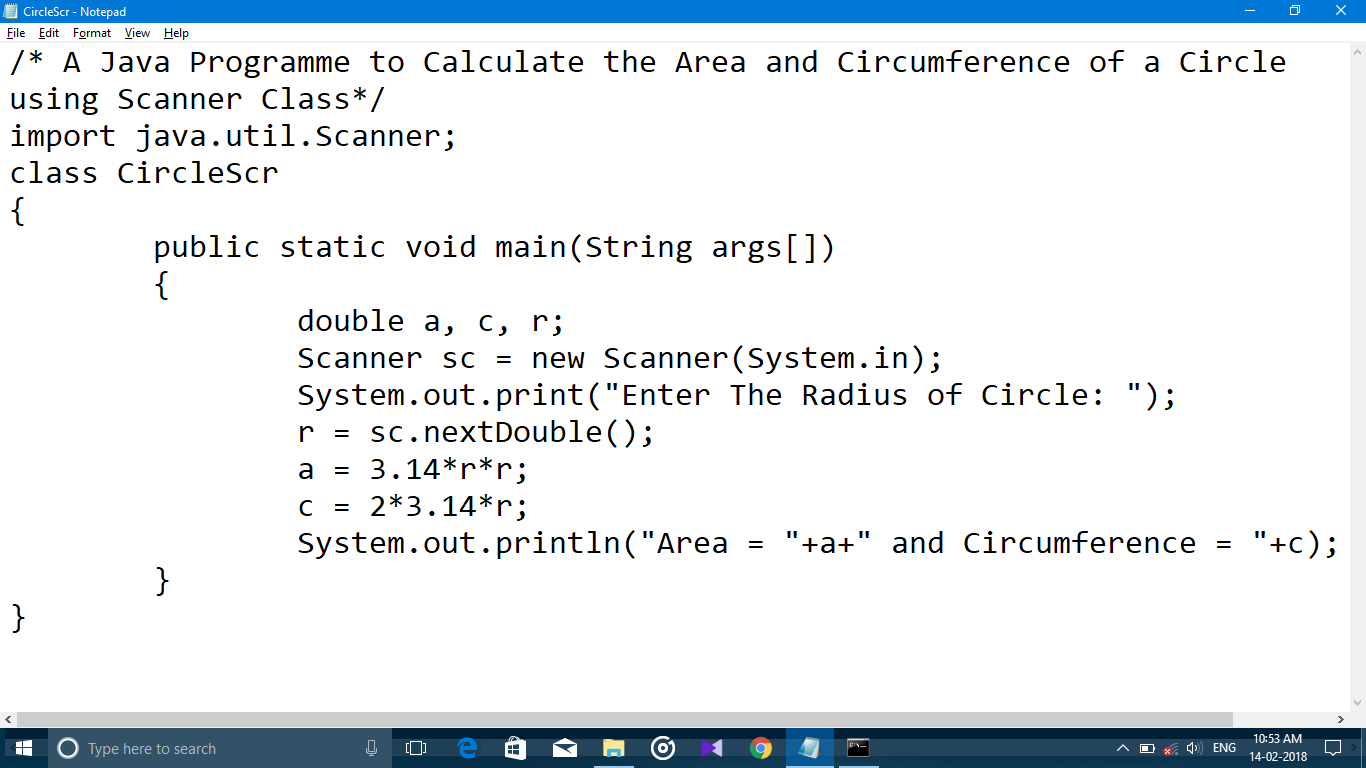 CircleScr - Notepad
File Edit Format View Help
/* A Java Programme to Calculate the Area and Circumference of a Circle
using Scanner Class*/
import java.util.Scanner;
class CircleScr
{
        public static void main(String args[])
        {
                double a, c, r;
                Scanner sc = new Scanner(System.in);
                System.out.print("Enter The Radius of Circle: ");
                r = sc.nextDouble();
                a = 3.14*r*r;
                c = 2*3.14*r;
                System.out.println("Area = "+a+" and Circumference = "+c);
        }
}
Type here to search
ENG
10:53 AM
14-02-2018